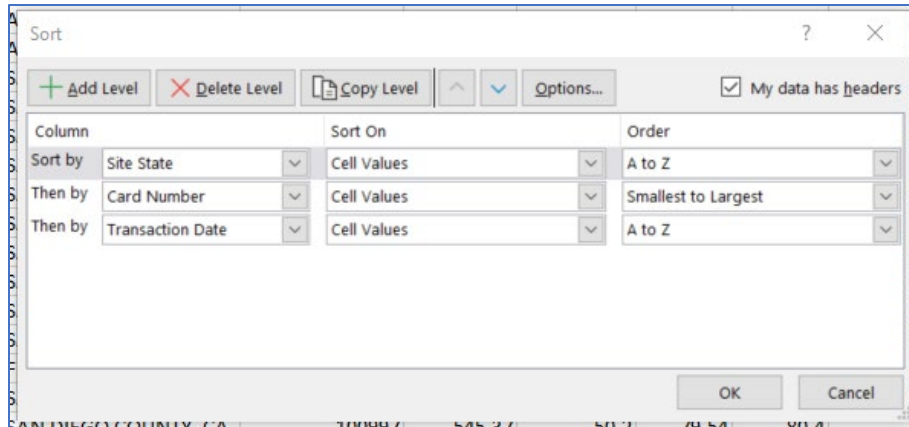 Sort ? ×
Add Level Delete Level Copy Level Options... My data has headers
Column Sort On Order
Sort by Site State Cell Values A to Z
Then by Card Number Cell Values Smallest to Largest
Then by Transaction Date Cell Values A to Z
OK Cancel